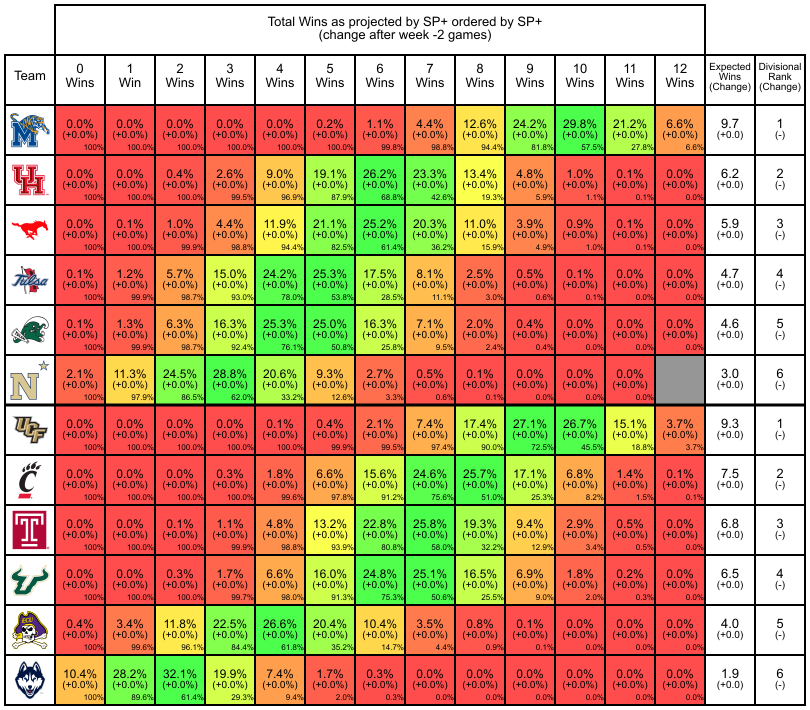 Total Wins as projected by SP+ ordered by SP+
(change after week -2 games)
Team 0 Wins 1 Win 2 Wins 3 Wins 4 Wins 5 Wins 6 Wins 7 Wins 8 Wins 9 Wins 10 Wins 11 Wins 12 Wins Expected Wins (Change) Divisional Rank (Change)
M 0.0% 0.0% 0.0% 0.0% 0.0% 0.2% 1.1% 4.4% 12.6% 24.2% 29.8% 21.2% 6.6% 9.7 1
(+0.0%) (+0.0%) (+0.0%) (+0.0%) (+0.0%) (+0.0%) (+0.0%) (+0.0%) (+0.0%) (+0.0%) (+0.0%) (+0.0%) (+0.0%) (+0.0) (-)
100% 100.0% 100.0% 100.0% 100.0% 100.0% 99.8% 98.8% 94.4% 81.8% 57.5% 27.8% 6.6%
UH 0.0% 0.0% 0.4% 2.6% 9.0% 19.1% 26.2% 23.3% 13.4% 4.8% 1.0% 0.1% 0.0% 6.2 2
(+0.0%) (+0.0%) (+0.0%) (+0.0%) (+0.0%) (+0.0%) (+0.0%) (+0.0%) (+0.0%) (+0.0%) (+0.0%) (+0.0%) (+0.0%) (+0.0) (-)
100% 100.0% 100.0% 99.5% 96.9% 87.9% 68.8% 42.6% 19.3% 5.9% 1.1% 0.1% 0.0%
0.0% 0.1% 1.0% 4.4% 11.9% 21.1% 25.2% 20.3% 11.0% 3.9% 0.9% 0.1% 0.0% 5.9 3
(+0.0%) (+0.0%) (+0.0%) (+0.0%) (+0.0%) (+0.0%) (+0.0%) (+0.0%) (+0.0%) (+0.0%) (+0.0%) (+0.0%) (+0.0%) (+0.0) (-)
100% 100.0% 99.9% 98.8% 94.4% 82.5% 61.4% 36.2% 15.9% 4.9% 1.0% 0.1% 0.0%
Tulsa 0.1% 1.2% 5.7% 15.0% 24.2% 25.3% 17.5% 8.1% 2.5% 0.5% 0.1% 0.0% 0.0% 4.7 4
(+0.0%) (+0.0%) (+0.0%) (+0.0%) (+0.0%) (+0.0%) (+0.0%) (+0.0%) (+0.0%) (+0.0%) (+0.0%) (+0.0%) (+0.0%) (+0.0) (-)
100% 99.9% 98.7% 93.0% 78.0% 53.8% 28.5% 11.1% 3.0% 0.6% 0.1% 0.0% 0.0%
0.1% 1.3% 6.3% 16.3% 25.3% 25.0% 16.3% 7.1% 2.0% 0.4% 0.0% 0.0% 0.0% 4.6 5
(+0.0%) (+0.0%) (+0.0%) (+0.0%) (+0.0%) (+0.0%) (+0.0%) (+0.0%) (+0.0%) (+0.0%) (+0.0%) (+0.0%) (+0.0%) (+0.0) (-)
100% 99.9% 98.7% 92.4% 76.1% 50.8% 25.8% 9.5% 2.4% 0.4% 0.0% 0.0% 0.0%
N 2.1% 11.3% 24.5% 28.8% 20.6% 9.3% 2.7% 0.5% 0.1% 0.0% 0.0% 0.0% 3.0 6
(+0.0%) (+0.0%) (+0.0%) (+0.0%) (+0.0%) (+0.0%) (+0.0%) (+0.0%) (+0.0%) (+0.0%) (+0.0%) (+0.0%) (+0.0) (-)
100% 97.9% 86.5% 62.0% 33.2% 12.6% 3.3% 0.6% 0.1% 0.0% 0.0% 0.0%
UCF 0.0% 0.0% 0.0% 0.0% 0.1% 0.4% 2.1% 7.4% 17.4% 27.1% 26.7% 15.1% 3.7% 9.3 1
(+0.0%) (+0.0%) (+0.0%) (+0.0%) (+0.0%) (+0.0%) (+0.0%) (+0.0%) (+0.0%) (+0.0%) (+0.0%) (+0.0%) (+0.0%) (+0.0) (-)
100% 100.0% 100.0% 100.0% 100.0% 99.9% 99.5% 97.4% 90.0% 72.5% 45.5% 18.8% 3.7%
C 0.0% 0.0% 0.0% 0.3% 1.8% 6.6% 15.6% 24.6% 25.7% 17.1% 6.8% 1.4% 0.1% 7.5 2
(+0.0%) (+0.0%) (+0.0%) (+0.0%) (+0.0%) (+0.0%) (+0.0%) (+0.0%) (+0.0%) (+0.0%) (+0.0%) (+0.0%) (+0.0%) (+0.0) (-)
100% 100.0% 100.0% 100.0% 99.6% 97.8% 91.2% 75.6% 51.0% 25.3% 8.2% 1.5% 0.1%
T 0.0% 0.0% 0.1% 1.1% 4.8% 13.2% 22.8% 25.8% 19.3% 9.4% 2.9% 0.5% 0.0% 6.8 3
(+0.0%) (+0.0%) (+0.0%) (+0.0%) (+0.0%) (+0.0%) (+0.0%) (+0.0%) (+0.0%) (+0.0%) (+0.0%) (+0.0%) (+0.0%) (+0.0) (-)
100% 100.0% 100.0% 99.9% 98.8% 93.9% 80.8% 58.0% 32.2% 12.9% 3.4% 0.5% 0.0%
U 0.0% 0.0% 0.3% 1.7% 6.6% 16.0% 24.8% 25.1% 16.5% 6.9% 1.8% 0.2% 0.0% 6.5 4
(+0.0%) (+0.0%) (+0.0%) (+0.0%) (+0.0%) (+0.0%) (+0.0%) (+0.0%) (+0.0%) (+0.0%) (+0.0%) (+0.0%) (+0.0%) (+0.0) (-)
100% 100.0% 100.0% 99.7% 98.0% 91.3% 75.3% 50.6% 25.5% 9.0% 2.0% 0.3% 0.0%
ECU 0.4% 3.4% 11.8% 22.5% 26.6% 20.4% 10.4% 3.5% 0.8% 0.1% 0.0% 0.0% 0.0% 4.0 5
(+0.0%) (+0.0%) (+0.0%) (+0.0%) (+0.0%) (+0.0%) (+0.0%) (+0.0%) (+0.0%) (+0.0%) (+0.0%) (+0.0%) (+0.0%) (+0.0) (-)
100% 99.6% 96.1% 84.4% 61.8% 35.2% 14.7% 4.4% 0.9% 0.1% 0.0% 0.0% 0.0%
10.4% 28.2% 32.1% 19.9% 7.4% 1.7% 0.3% 0.0% 0.0% 0.0% 0.0% 0.0% 0.0% 1.9 6
(+0.0%) (+0.0%) (+0.0%) (+0.0%) (+0.0%) (+0.0%) (+0.0%) (+0.0%) (+0.0%) (+0.0%) (+0.0%) (+0.0%) (+0.0%) (+0.0) (-)
100% 89.6% 61.4% 29.3% 9.4% 2.0% 0.3% 0.0% 0.0% 0.0% 0.0% 0.0% 0.0%